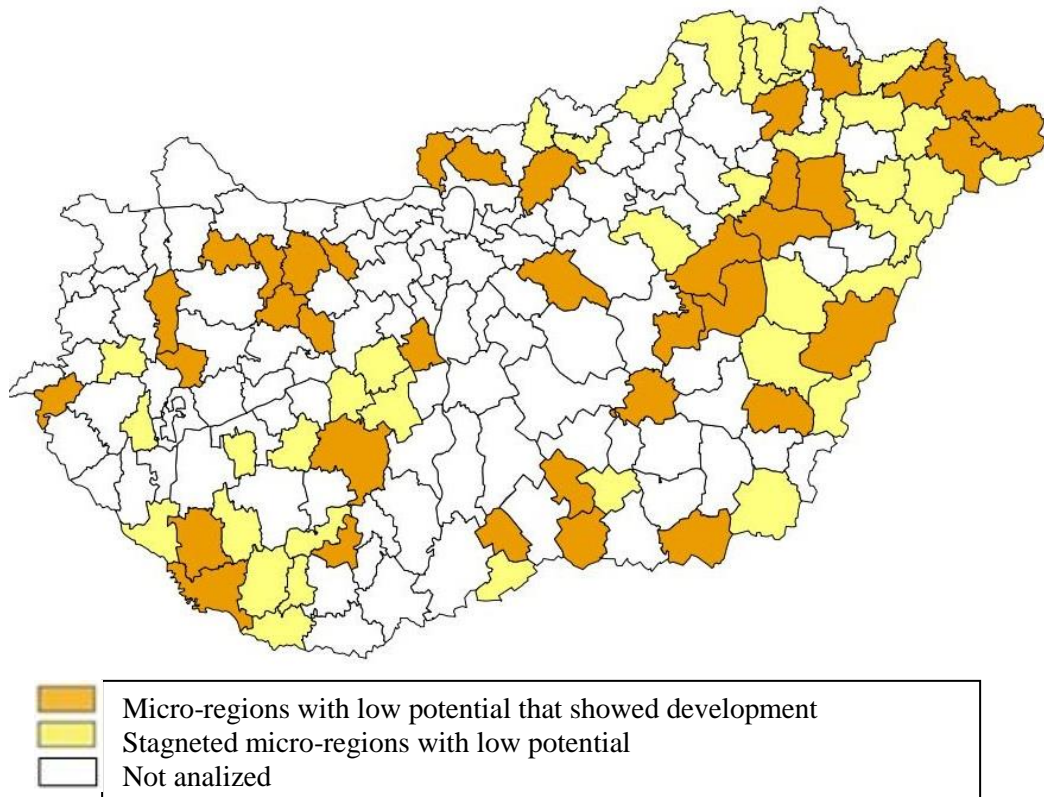 Micro-regions with low potential that showed development
Stagneted micro-regions with low potential
Not analized